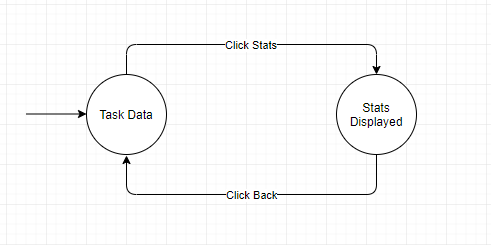 Click Stats
Task Data
Stats
Displayed
Click Back